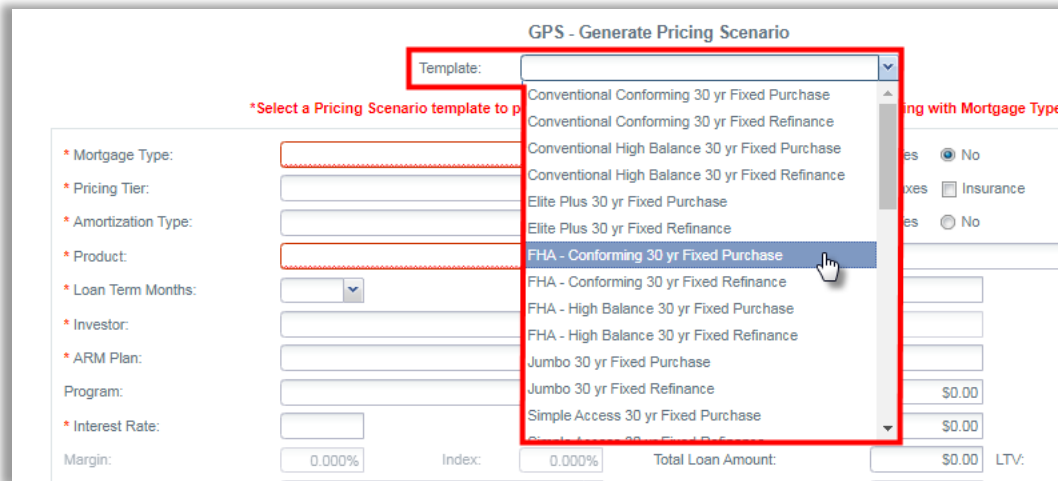 GPS - Generate Pricing Scenario
Template:
*Select a Pricing Scenario template to p
ing with Mortgage Type
Conventional Conforming 30 yr Fixed Purchase
Conventional Conforming 30 yr Fixed Refinance
Conventional High Balance 30 yr Fixed Purchase
Conventional High Balance 30 yr Fixed Refinance
Elite Plus 30 yr Fixed Purchase
Elite Plus 30 yr Fixed Refinance
FHA - Conforming 30 yr Fixed Purchase
FHA - Conforming 30 yr Fixed Refinance
FHA - High Balance 30 yr Fixed Purchase
FHA - High Balance 30 yr Fixed Refinance
Jumbo 30 yr Fixed Purchase
Jumbo 30 yr Fixed Refinance
Simple Access 30 yr Fixed Purchase
Simple Access 30 yr Fixed Refinance
* Mortgage Type:
es No
* Pricing Tier:
xes Insurance
* Amortization Type:
es No
* Product:
* Loan Term Months:
* Investor:
* ARM Plan:
Program:
$0.00
* Interest Rate:
$0.00
Margin: 0.000% Index: 0.000% Total Loan Amount: $0.00 LTV: